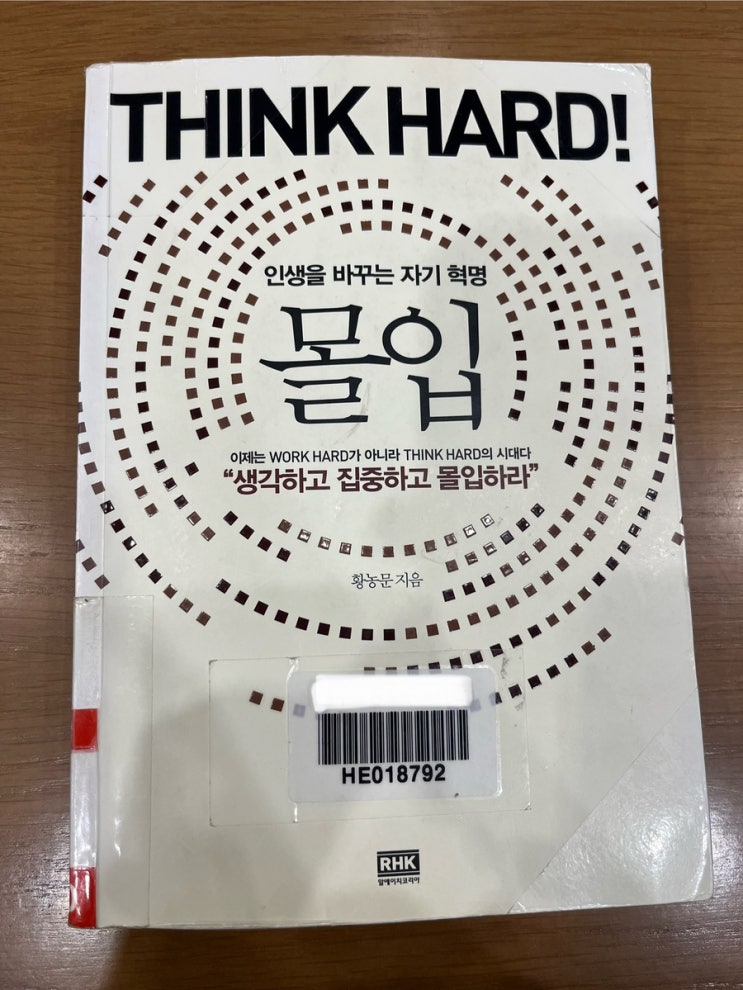 THINK HARD!
인생을 바꾸는 자기 혁명
몰입
이제는 WORK HARD가 아니라 THINK HARD의 시대다
“생각하고 집중하고 몰입하라”
황농문 지음
HE018792
RHK
알에이치코리아